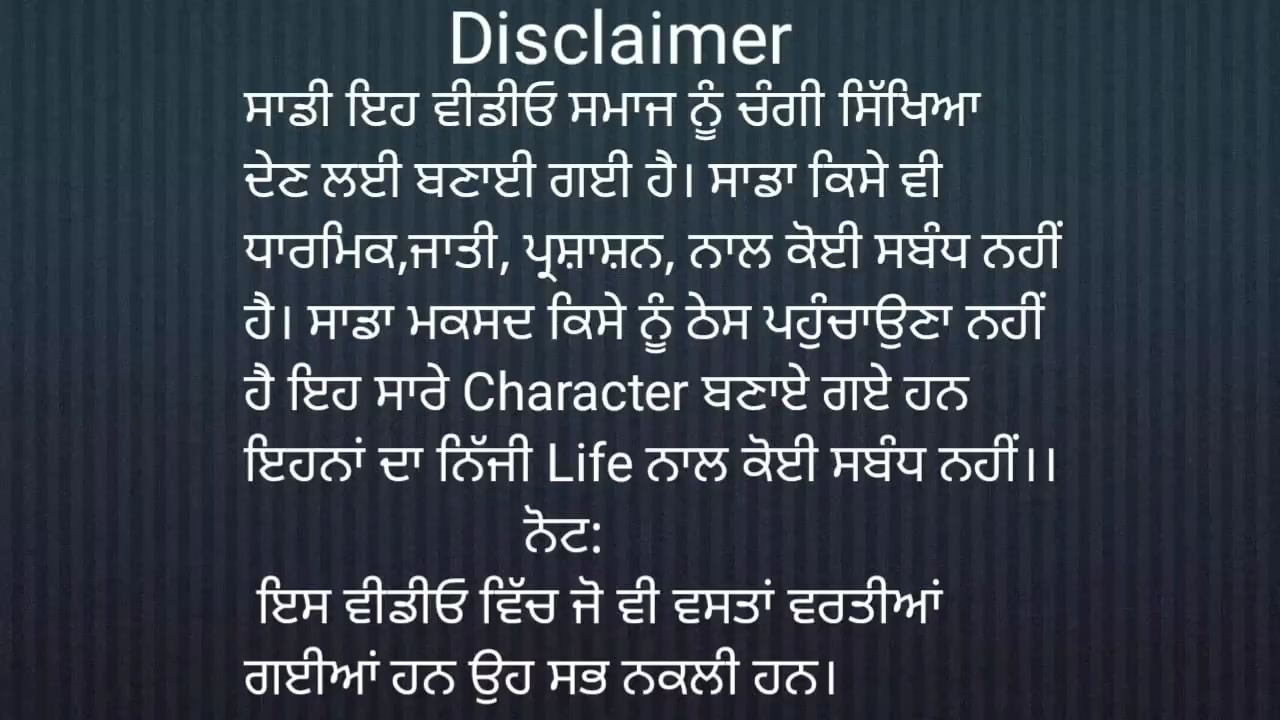 Disclaimer
ਸਾਡੀ ਇਹ ਵੀਡੀਓ ਸਮਾਜ ਨੂੰ ਚੰਗੀ ਸਿੱਖਿਆ
ਦੇਣ ਲਈ ਬਣਾਈ ਗਈ ਹੈ। ਸਾਡਾ ਕਿਸੇ ਵੀ
ਧਾਰਮਿਕ,ਜਾਤੀ, ਪ੍ਰਸ਼ਾਸ਼ਨ, ਨਾਲ ਕੋਈ ਸਬੰਧ ਨਹੀਂ
ਹੈ। ਸਾਡਾ ਮਕਸਦ ਕਿਸੇ ਨੂੰ ਠੇਸ ਪਹੁੰਚਾਉਣਾ ਨਹੀਂ
ਹੈ ਇਹ ਸਾਰੇ Character ਬਣਾਏ ਗਏ ਹਨ
ਇਹਨਾਂ ਦਾ ਨਿੱਜੀ Life ਨਾਲ ਕੋਈ ਸਬੰਧ ਨਹੀਂ।।
ਨੋਟ:
ਇਸ ਵੀਡੀਓ ਵਿੱਚ ਜੋ ਵੀ ਵਸਤਾਂ ਵਰਤੀਆਂ
ਗਈਆਂ ਹਨ ਉਹ ਸਭ ਨਕਲੀ ਹਨ।